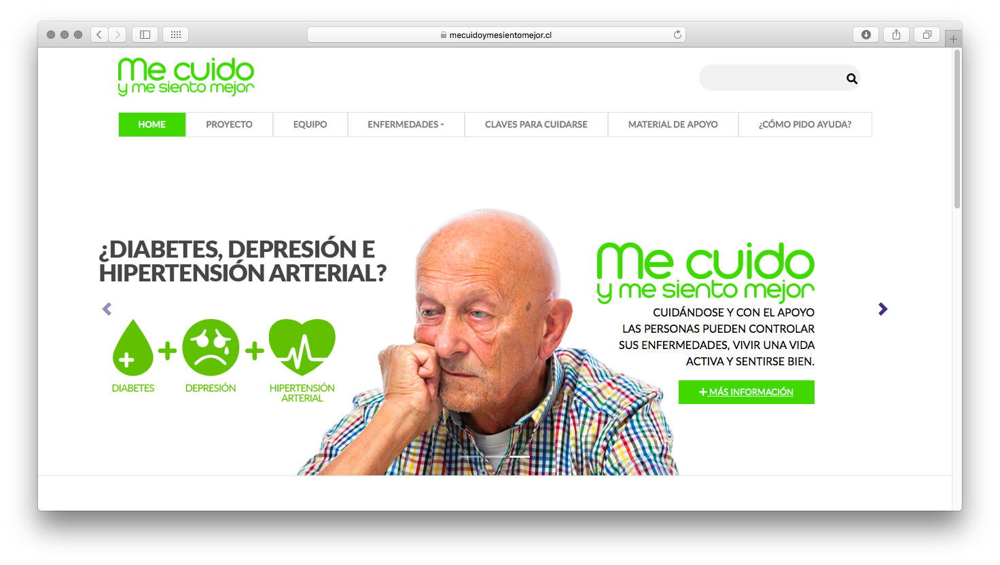 mecuidoymesientomejor.cl
Me cuido
y me siento mejor
HOME
PROYECTO
EQUIPO
ENFERMEDADES
CLAVES PARA CUIDARSE
MATERIAL DE APOYO
¿CÓMO PIDO AYUDA?
¿DIABETES, DEPRESIÓN E
HIPERTENSIÓN ARTERIAL?
DIABETES
DEPRESIÓN
HIPERTENSIÓN
ARTERIAL
Me cuido
y me siento mejor
CUIDÁNDOSE Y CON EL APOYO
LAS PERSONAS PUEDEN CONTROLAR
SUS ENFERMEDADES, VIVIR UNA VIDA
ACTIVA Y SENTIRSE BIEN.
+ MÁS INFORMACIÓN